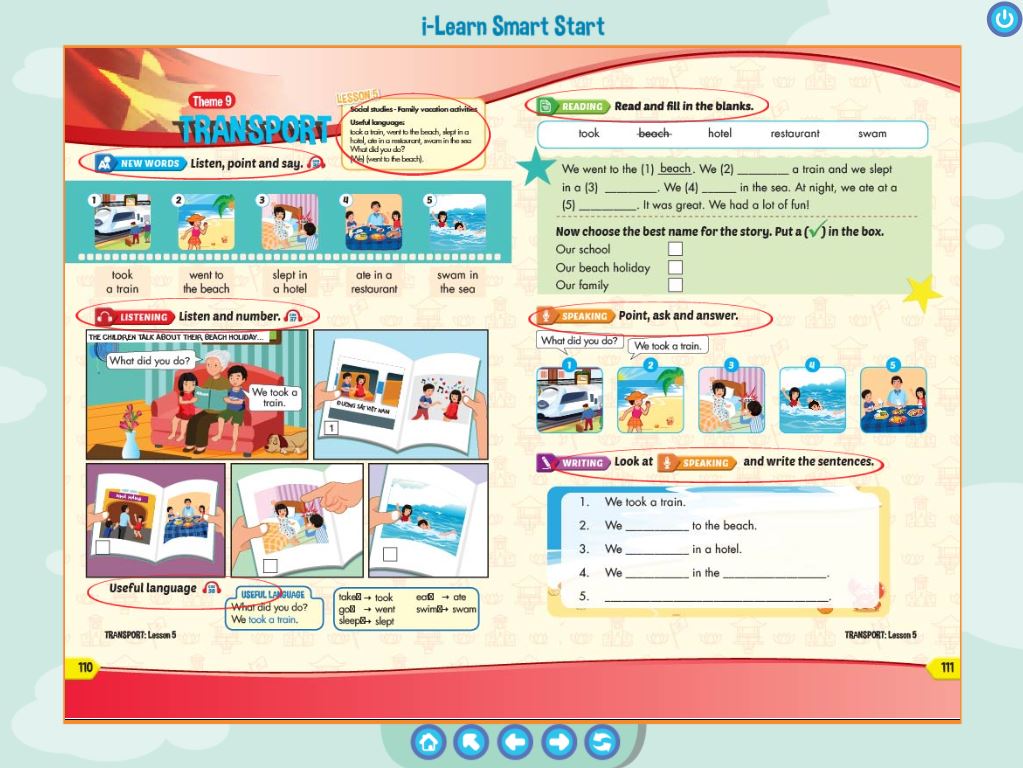 i-Learn Smart Start
Theme 9
TRANSPORT
LESSON 5
Social studies - Family vacation activities
Useful languages:
took a train, went to the beach, slept in a
hotel, ate in a restaurant, swam in the sea
What did you do?
(We) (went to the beach).
NEW WORDS Listen, point and say.
1
2
3
4
5
took
a train
went to
the beach
slept in
a hotel
ate in a
restaurant
swam in
the sea
LISTENING Listen and number.
THE CHILDREN TALK ABOUT THEIR BEACH HOLIDAY...
What did you do?
We took a
train.
ĐƯỜNG SẮT VIỆT NAM
1
Useful language
USEFUL LANGUAGE
What did you do?
We took a train.
take → took
go → went
sleep → slept
eat → ate
swim → swam
TRANSPORT: Lesson 5
110
READING Read and fill in the blanks.
took beach hotel restaurant swam
We went to the (1) beach. We (2) _________ a train and we slept
in a (3) _________. We (4) ______ in the sea. At night, we ate at a
(5) __________. It was great. We had a lot of fun!
Now choose the best name for the story. Put a (✓) in the box.
Our school
Our beach holiday
Our family
SPEAKING Point, ask and answer.
What did you do?
We took a train.
1
2
3
4
5
WRITING Look at SPEAKING and write the sentences.
1. We took a train.
2. We __________ to the beach.
3. We __________ in a hotel.
4. We __________ in the ________________.
5. ___________________________________.
TRANSPORT: Lesson 5
111